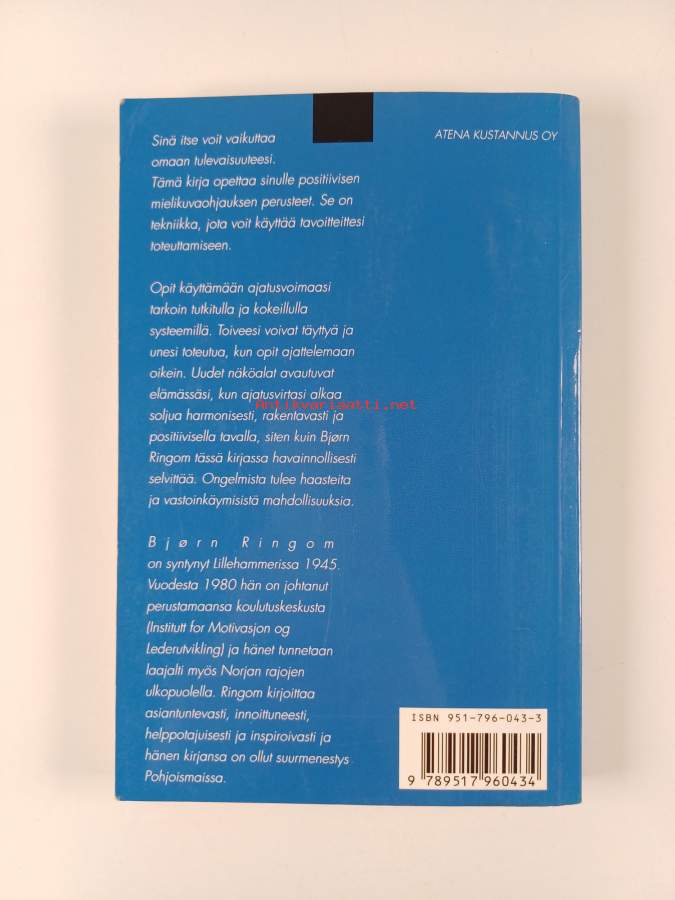 Sinä itse voit vaikuttaa
omaan tulevaisuuteesi.
Tämä kirja opettaa sinulle positiivisen
mielikuvaohjauksen perusteet. Se on
tekniikka, jota voit käyttää tavoitteittesi
toteuttamiseen.
ATENA KUSTANNUS OY
Opit käyttämään ajatusvoimaasi
tarkoin tutkitulla ja kokeillulla
systeemillä. Toiveesi voivat täyttyä ja
unesi toteutua, kun opit ajattelemaan
oikein. Uudet näköalat avautuvat
elämässäsi, kun ajatusvirtasi alkaa
soljua harmonisesti, rakentavasti ja
positiivisella tavalla, siten kuin Bjørn
Ringom tässä kirjassa havainnollisesti
selvittää. Ongelmista tulee haasteita
ja vastoinkäymisistä mahdollisuuksia.
Antikvarisaatti.net
Bjørn Ringom
on syntynyt Lillehammerissa 1945.
Vuodesta 1980 hän on johtanut
perustamaansa koulutuskeskusta
(Institutt for Motivasjon og
Lederutvikling) ja hänet tunnetaan
laajalti myös Norjan rajojen
ulkopuolella. Ringom kirjoittaa
asiantuntevasti, innoittuneesti,
helppotajuisesti ja inspiroivasti ja
hänen kirjansa on ollut suurmenestys
Pohjoismaissa.
ISBN 951-796-043-3
9 789517 960434